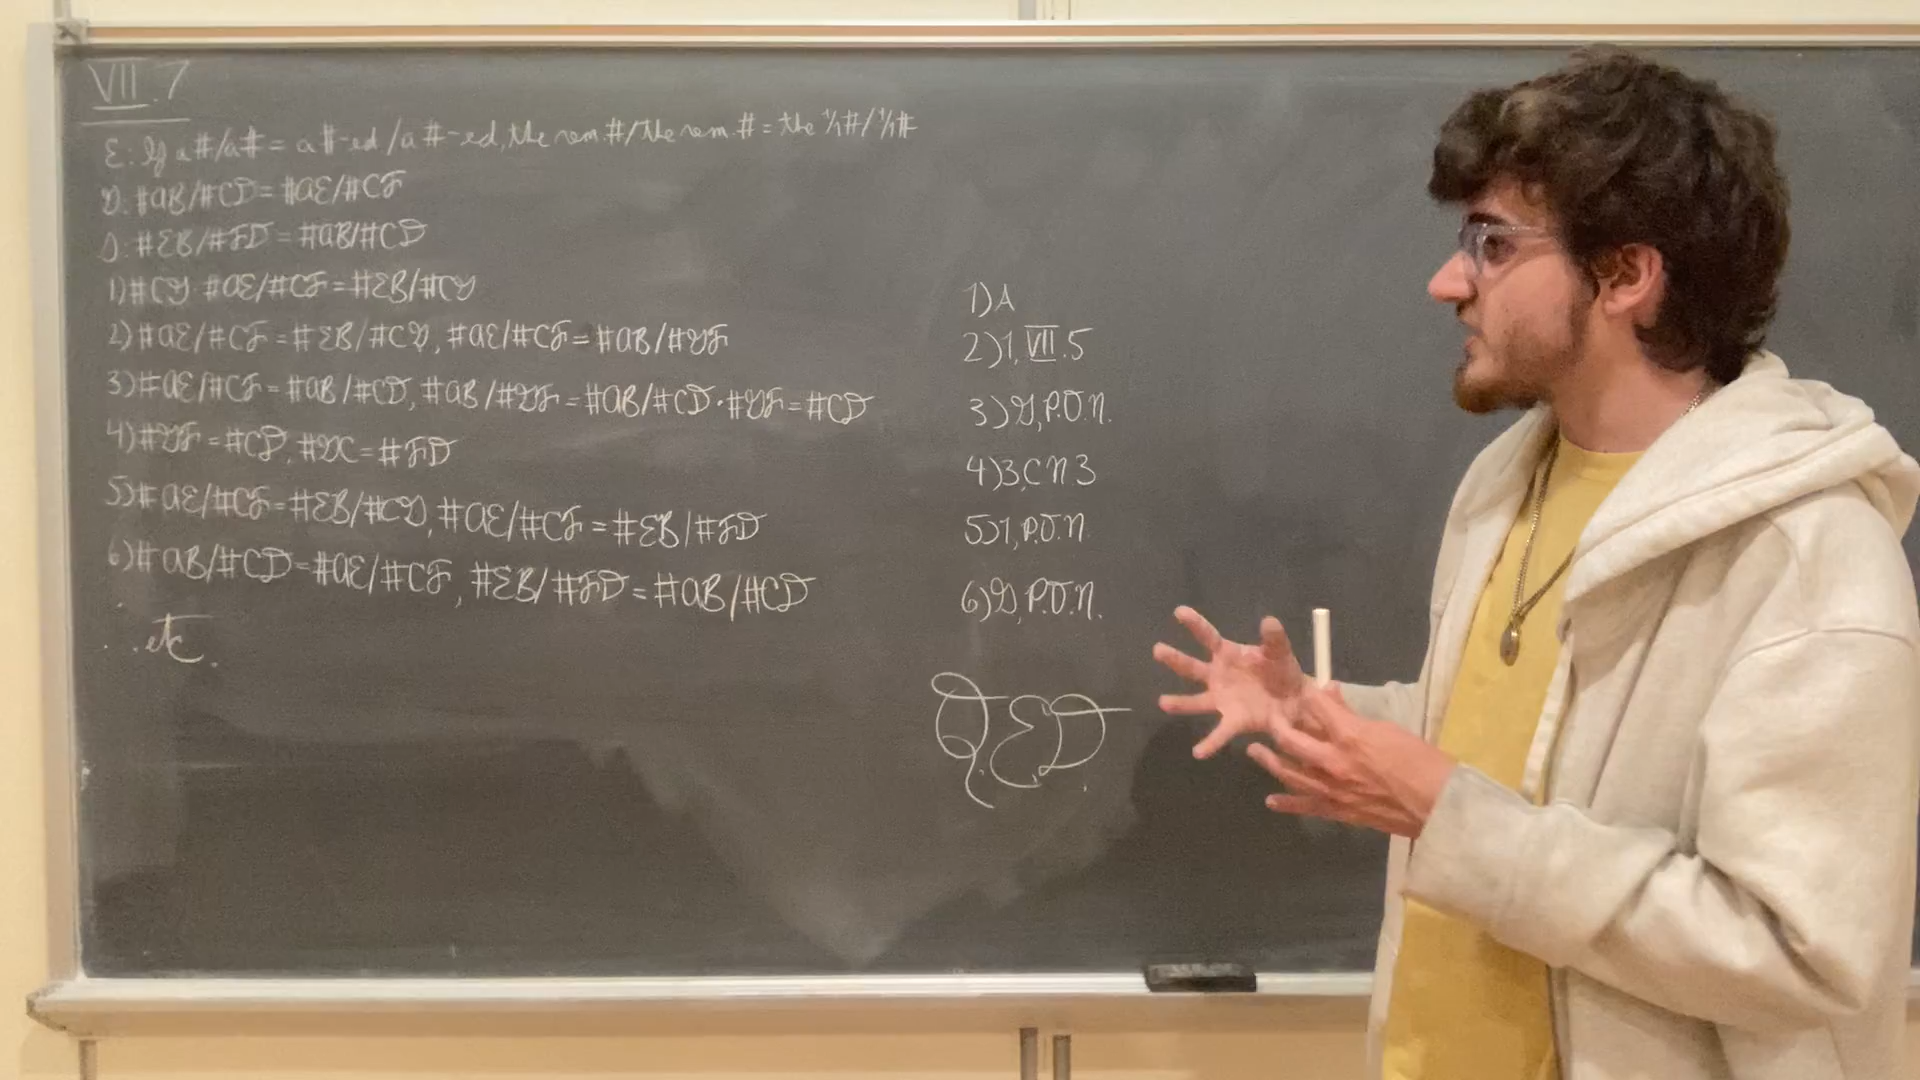 VII.7
E: If a #/a # = a #-ed/a #-ed, the rem. #/the rem. # = the 1/1 #/1/1 #
G: #AB/#CD = #AE/#CF
S: #EB/#FD = #AB/#CD
1) #CG · #AE/#CF = #EB/#CG
2) #AE/#CF = #EB/#CG, #AE/#CF = #AB/#GF
3) #AE/#CF = #AB/#CD, #AB/#GF = #AB/#CD · #GF = #CD
4) #GF = #CD, #GC = #FD
5) #AE/#CF = #EB/#CG, #AE/#CF = #EB/#FD
6) #AB/#CD = #AE/#CF, #EB/#FD = #AB/#CD
∴ etc.
1) A
2) 1, VII.5
3) G, P.O.N.
4) 3, CN3
5) 1, P.O.N.
6) G, P.O.N.
Q.E.D.